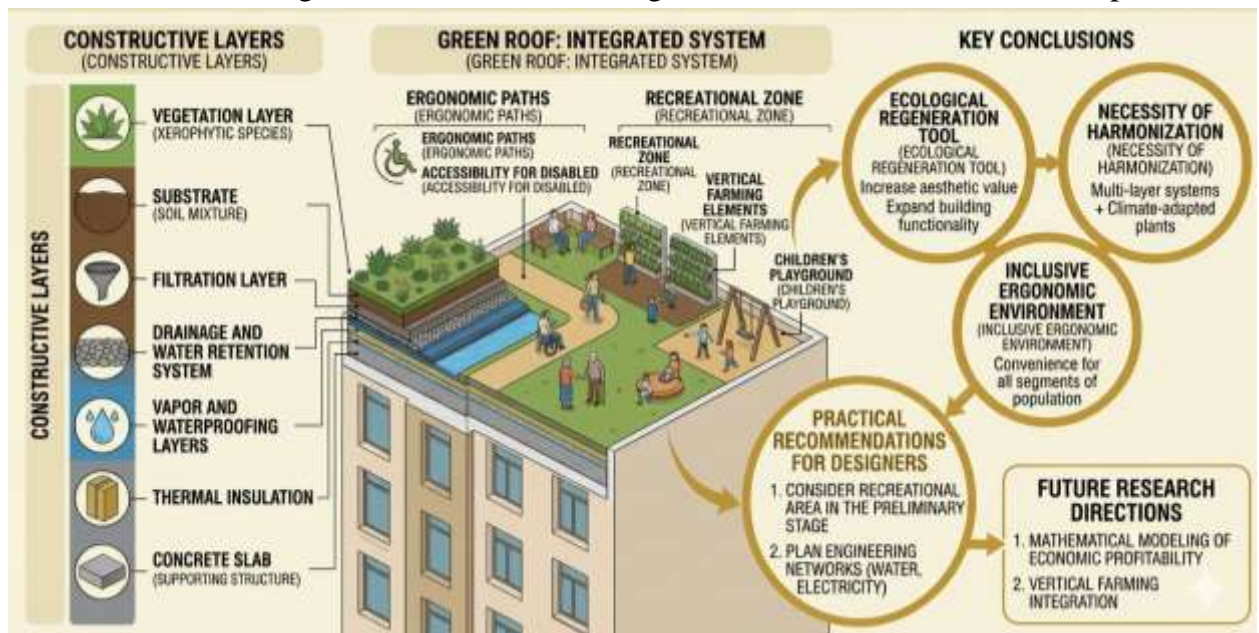 CONSTRUCTIVE LAYERS
(CONSTRUCTIVE LAYERS)
CONSTRUCTIVE LAYERS
VEGETATION LAYER
(XEROPHYTIC SPECIES)
SUBSTRATE
(SOIL MIXTURE)
FILTRATION LAYER
DRAINAGE AND
WATER RETENTION
SYSTEM
VAPOR AND
WATERPROOFING
LAYERS
THERMAL INSULATION
CONCRETE SLAB
(SUPPORTING STRUCTURE)
GREEN ROOF: INTEGRATED SYSTEM
(GREEN ROOF: INTEGRATED SYSTEM)
ERGONOMIC PATHS
(ERGONOMIC PATHS)
ERGONOMIC PATHS
(ERGONOMIC PATHS)
ACCESSIBILITY FOR DISABLED
(ACCESSIBILITY FOR DISABLED)
RECREATIONAL ZONE
(RECREATIONAL ZONE)
RECREATIONAL
ZONE
(RECREATIONAL
ZONE)
VERTICAL
FARMING
ELEMENTS
(VERTICAL FARMING
ELEMENTS)
CHILDREN'S
PLAYGROUND
(CHILDREN'S
PLAYGROUND)
KEY CONCLUSIONS
ECOLOGICAL
REGENERATION
TOOL
(ECOLOGICAL
REGENERATION TOOL)
Increase aesthetic value
Expand building
functionality
NECESSITY OF
HARMONIZATION
(NECESSITY OF
HARMONIZATION)
Multi-layer systems
+ Climate-adapted
plants
INCLUSIVE
ERGONOMIC
ENVIRONMENT
(INCLUSIVE ERGONOMIC
ENVIRONMENT)
Convenience for
all segments of
population
PRACTICAL
RECOMMENDATIONS
FOR DESIGNERS
1. CONSIDER RECREATIONAL
AREA IN THE PRELIMINARY
STAGE
2. PLAN ENGINEERING
NETWORKS (WATER,
ELECTRICITY)
FUTURE RESEARCH
DIRECTIONS
1. MATHEMATICAL MODELING OF
ECONOMIC PROFITABILITY
2. VERTICAL FARMING
INTEGRATION